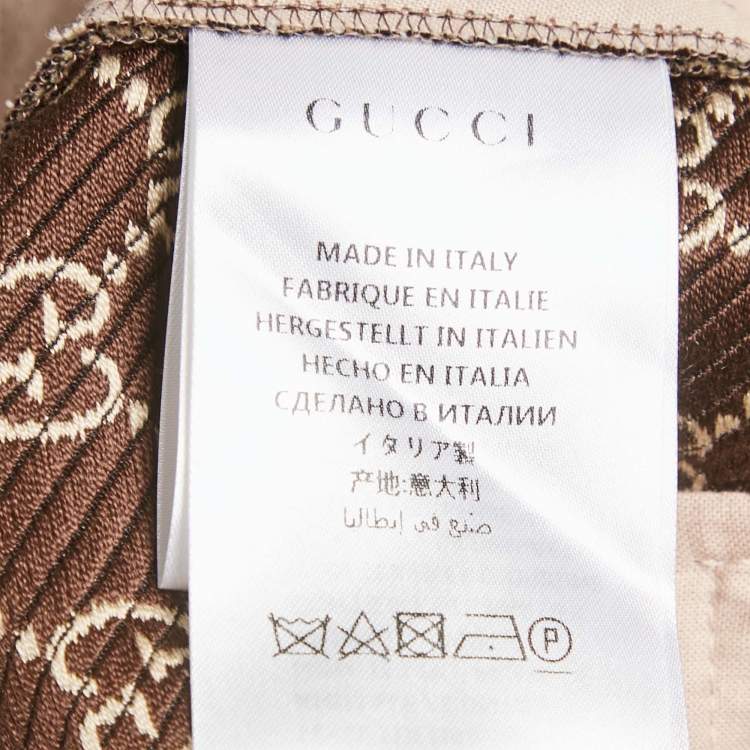 GUCCI
MADE IN ITALY
FABRIQUE EN ITALIE
HERGESTELLT IN ITALIEN
HECHO EN ITALIA
СДЕЛАНО В ИТАЛИИ
イタリア製
产地:意大利
صنع في إيطاليا
P